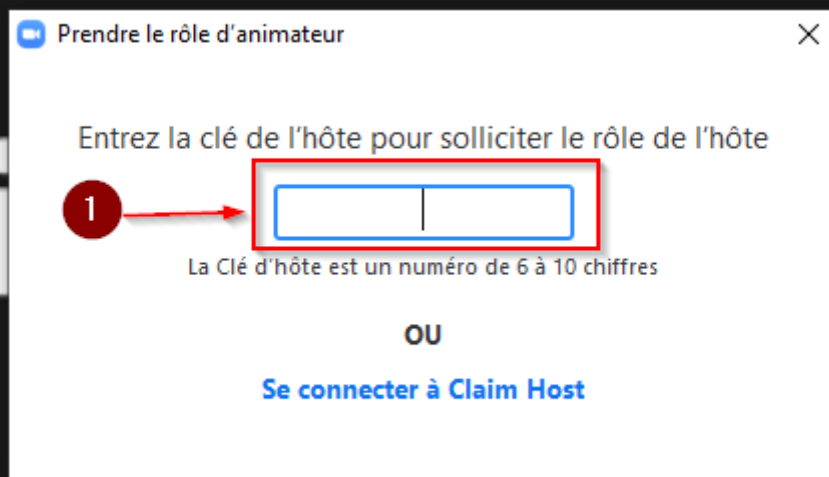 Prendre le rôle d'animateur
Entrez la clé de l'hôte pour solliciter le rôle de l'hôte
1
La Clé d'hôte est un numéro de 6 à 10 chiffres
OU
Se connecter à Claim Host